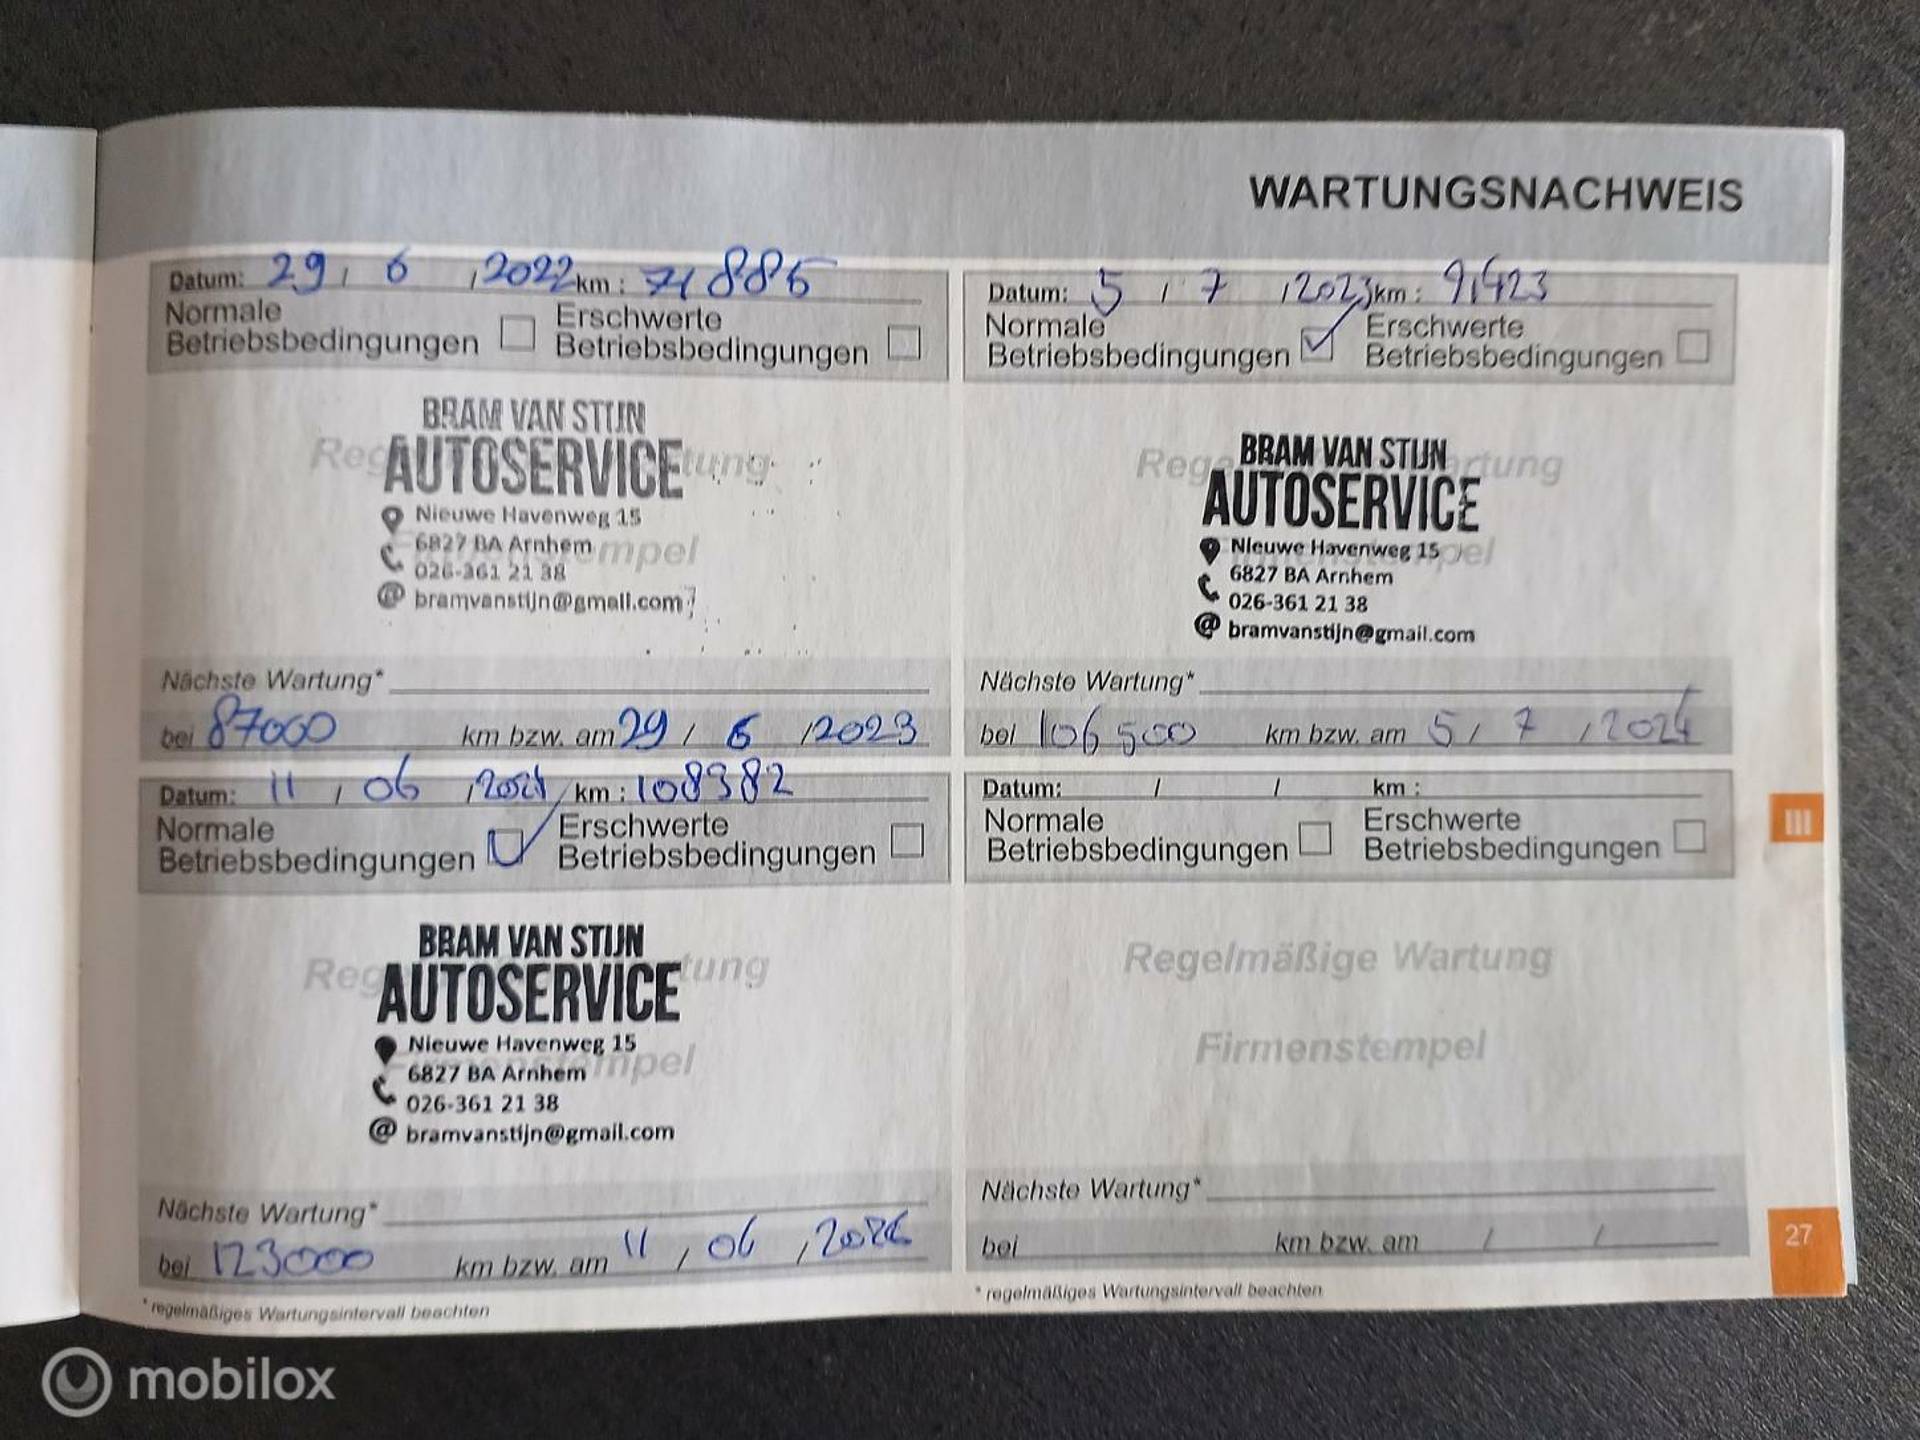 WARTUNGSNACHWEIS
Datum: 29 / 6 / 2022 km : 71885
Normale Betriebsbedingungen Erschwerte Betriebsbedingungen
BRAM VAN STIJN
AUTOSERVICE
Nieuwe Havenweg 15
6827 BA Arnhem
026-361 21 38
bramvanstijn@gmail.com
Nächste Wartung*
bei 87000 km bzw. am 29 / 6 / 2023
Datum: 5 / 7 / 2023 km :
Normale Betriebsbedingungen Erschwerte Betriebsbedingungen
BRAM VAN STIJN
AUTOSERVICE
Nieuwe Havenweg 15
6827 BA Arnhem
026-361 21 38
bramvanstijn@gmail.com
Nächste Wartung*
bei 106500 km bzw. am 5 / 7 / 2024
Datum: 11 / 06 / km : 108382
Normale Betriebsbedingungen Erschwerte Betriebsbedingungen
BRAM VAN STIJN
AUTOSERVICE
Nieuwe Havenweg 15
6827 BA Arnhem
026-361 21 38
bramvanstijn@gmail.com
Nächste Wartung*
bei 123000 km bzw. am 11 / 06 /
* regelmäßiges Wartungsintervall beachten
Datum: / / km :
Normale Betriebsbedingungen Erschwerte Betriebsbedingungen
Regelmäßige Wartung
Firmenstempel
Nächste Wartung*
bei km bzw. am / /
* regelmäßiges Wartungsintervall beachten
III
27
mobilox